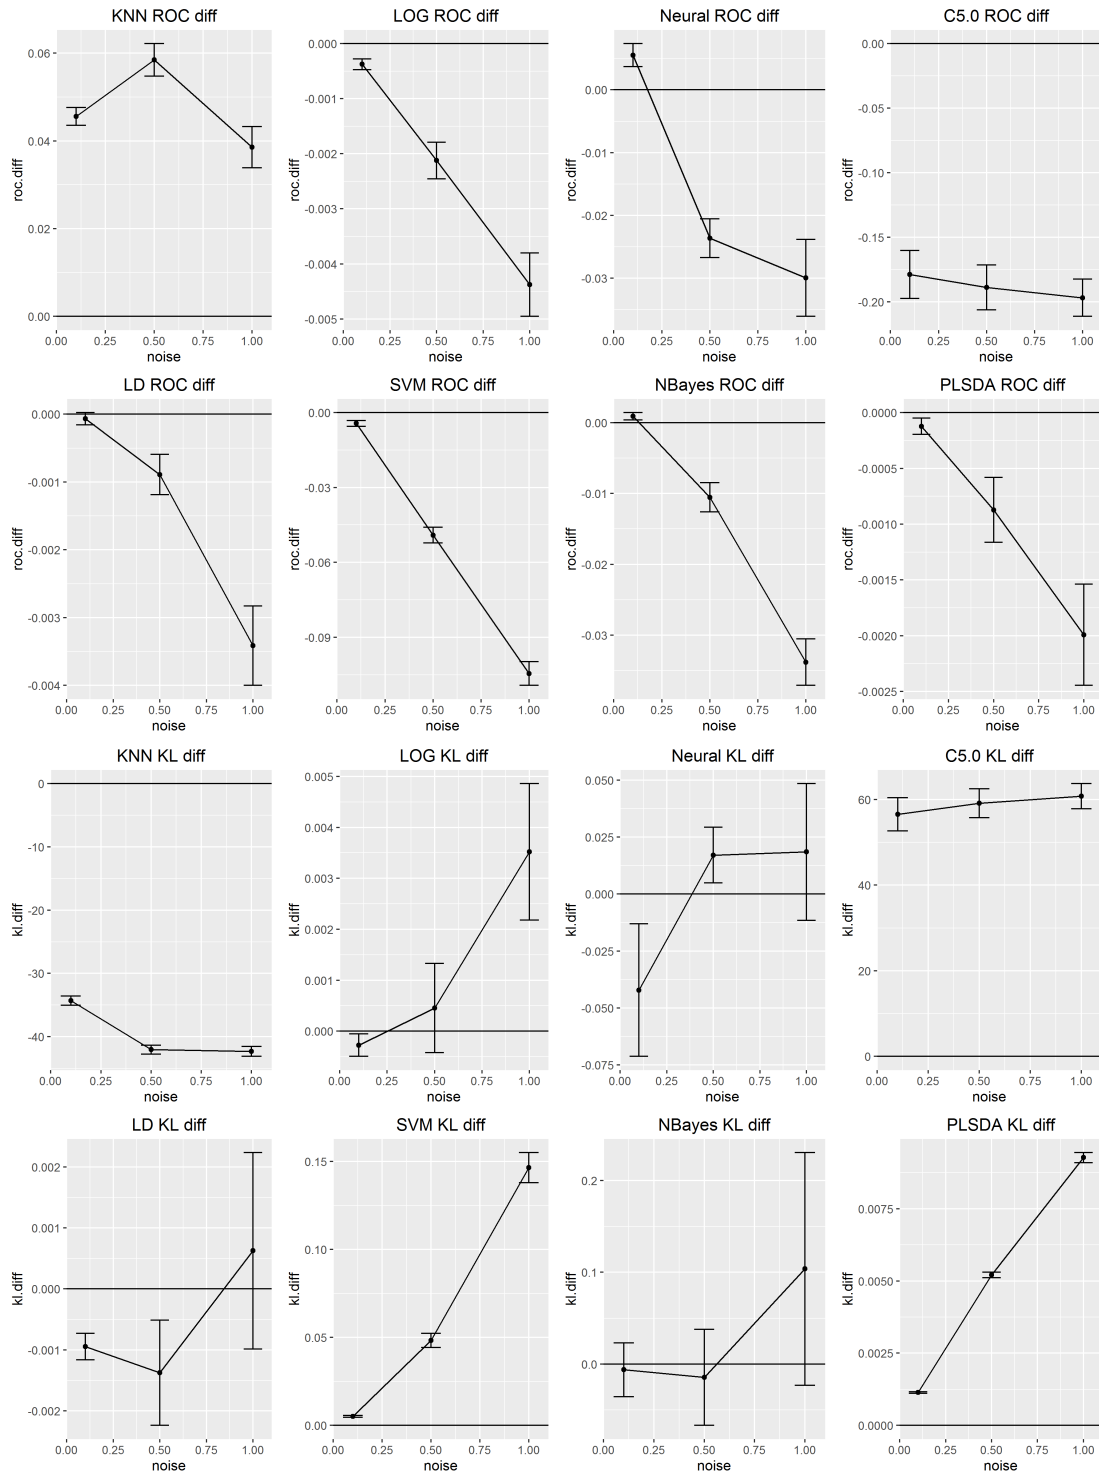 KNN ROC diff
roc.diff
0.06
0.04
0.02
0.00
0.00 0.25 0.50 0.75 1.00
noise
LOG ROC diff
roc.diff
0.000
-0.001
-0.002
-0.003
-0.004
-0.005
0.00 0.25 0.50 0.75 1.00
noise
Neural ROC diff
roc.diff
0.00
-0.01
-0.02
-0.03
0.00 0.25 0.50 0.75 1.00
noise
C5.0 ROC diff
roc.diff
0.00
-0.05
-0.10
-0.15
-0.20
0.00 0.25 0.50 0.75 1.00
noise
LD ROC diff
roc.diff
0.000
-0.001
-0.002
-0.003
-0.004
0.00 0.25 0.50 0.75 1.00
noise
SVM ROC diff
roc.diff
0.00
-0.03
-0.06
-0.09
0.00 0.25 0.50 0.75 1.00
noise
NBayes ROC diff
roc.diff
0.00
-0.01
-0.02
-0.03
0.00 0.25 0.50 0.75 1.00
noise
PLSDA ROC diff
roc.diff
0.0000
-0.0005
-0.0010
-0.0015
-0.0020
-0.0025
0.00 0.25 0.50 0.75 1.00
noise
KNN KL diff
kl.diff
0
-10
-20
-30
-40
0.00 0.25 0.50 0.75 1.00
noise
LOG KL diff
kl.diff
0.005
0.004
0.003
0.002
0.001
0.000
0.00 0.25 0.50 0.75 1.00
noise
Neural KL diff
kl.diff
0.050
0.025
0.000
-0.025
-0.050
-0.075
0.00 0.25 0.50 0.75 1.00
noise
C5.0 KL diff
kl.diff
60
40
20
0
0.00 0.25 0.50 0.75 1.00
noise
LD KL diff
kl.diff
0.002
0.001
0.000
-0.001
-0.002
0.00 0.25 0.50 0.75 1.00
noise
SVM KL diff
kl.diff
0.15
0.10
0.05
0.00
0.00 0.25 0.50 0.75 1.00
noise
NBayes KL diff
kl.diff
0.2
0.1
0.0
0.00 0.25 0.50 0.75 1.00
noise
PLSDA KL diff
kl.diff
0.0075
0.0050
0.0025
0.0000
0.00 0.25 0.50 0.75 1.00
noise